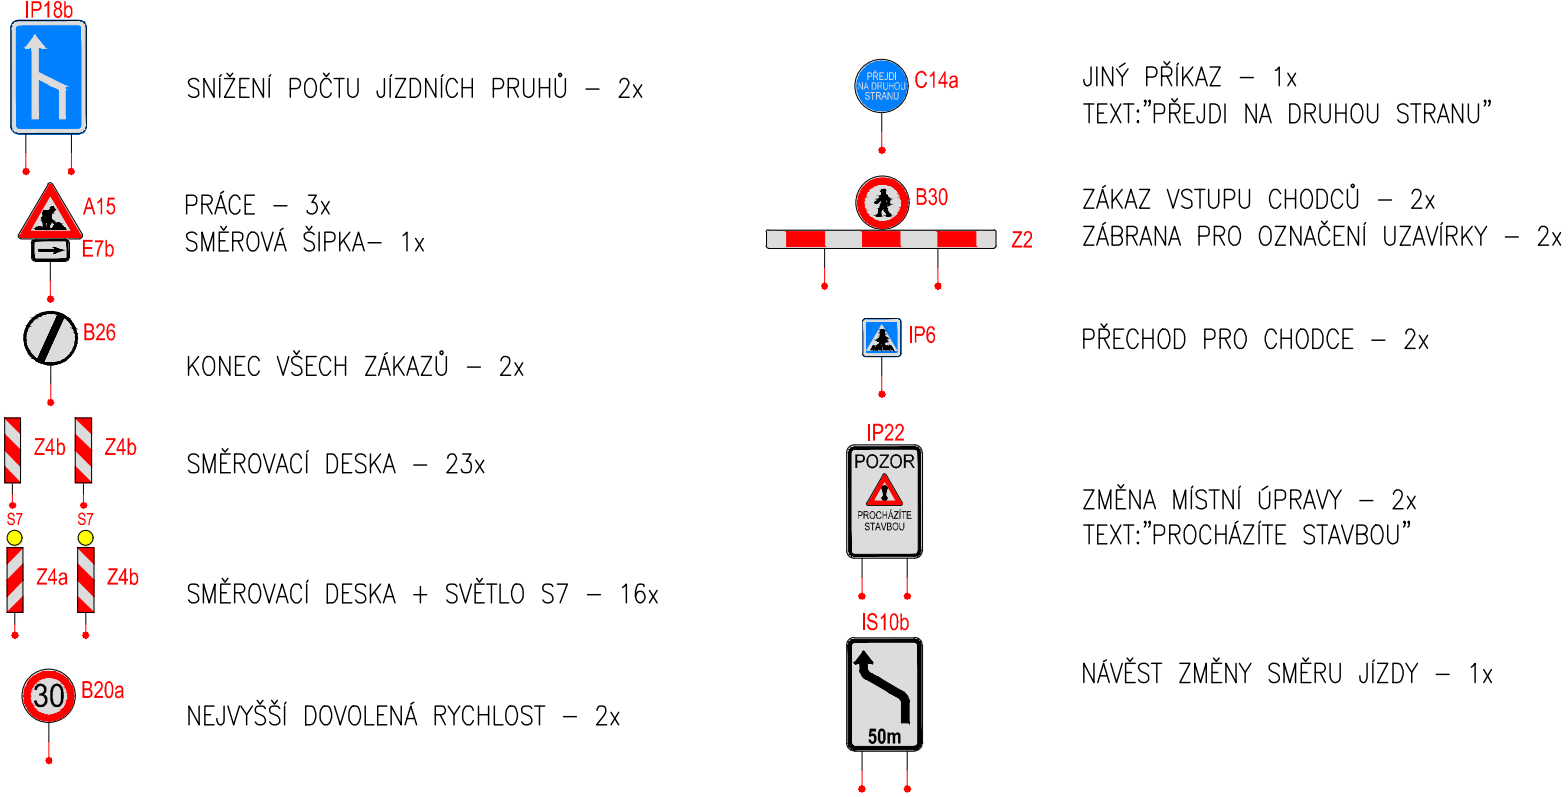 IP18b
SNÍŽENÍ POČTU JÍZDNÍCH PRUHŮ – 2x
A15
PRÁCE – 3x
E7b
SMĚROVÁ ŠIPKA– 1x
B26
KONEC VŠECH ZÁKAZŮ – 2x
Z4b Z4b
SMĚROVACÍ DESKA – 23x
S7 S7
Z4a Z4b
SMĚROVACÍ DESKA + SVĚTLO S7 – 16x
30 B20a
NEJVYŠŠÍ DOVOLENÁ RYCHLOST – 2x
PŘEJDI
NA DRUHOU
STRANU
C14a
JINÝ PŘÍKAZ – 1x
TEXT:"PŘEJDI NA DRUHOU STRANU"
B30
ZÁKAZ VSTUPU CHODCŮ – 2x
Z2
ZÁBRANA PRO OZNAČENÍ UZAVÍRKY – 2x
IP6
PŘECHOD PRO CHODCE – 2x
IP22
POZOR
PROCHÁZÍTE
STAVBOU
ZMĚNA MÍSTNÍ ÚPRAVY – 2x
TEXT:"PROCHÁZÍTE STAVBOU"
IS10b
50m
NÁVĚST ZMĚNY SMĚRU JÍZDY – 1x